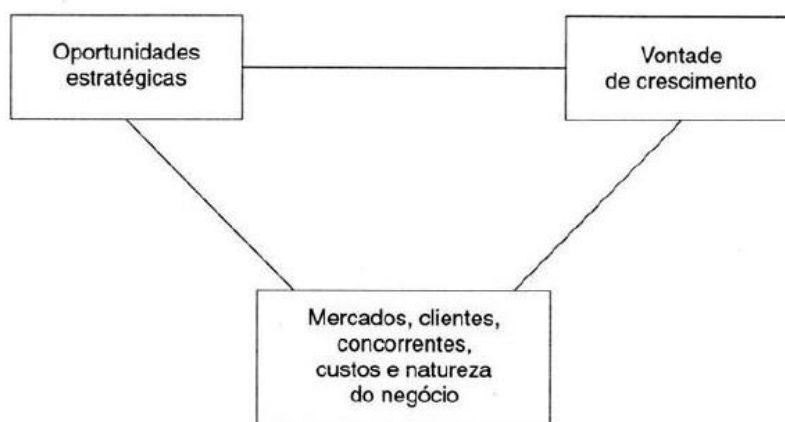 Oportunidades
estratégicas
Vontade
de crescimento
Mercados, clientes,
concorrentes,
custos e natureza
do negócio